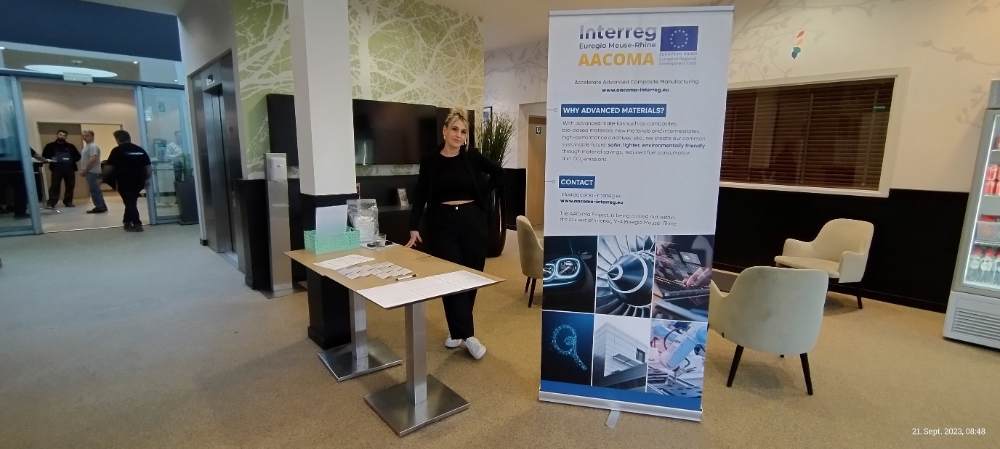 Interreg
Euregio Meuse-Rhine
AACOMA
EUROPEAN UNION
European Regional
Development Fund
Accelerate Advanced Composite Manufacturing
www.aacoma-interreg.eu
WHY ADVANCED MATERIALS?
With advanced materials such as composites,
bio-based materials, new materials and intermediates,
high-performance additives, etc., we create our common
sustainable future: safer, lighter, environmentally friendly
through material savings, reduced fuel consumption
and CO₂ emissions.
CONTACT
info@aacoma-interreg.eu
www.aacoma-interreg.eu
The AACoMa Project is being carried out within
the context of Interreg V-A Euregio Meuse-Rhine
21. Sept. 2023, 08:48